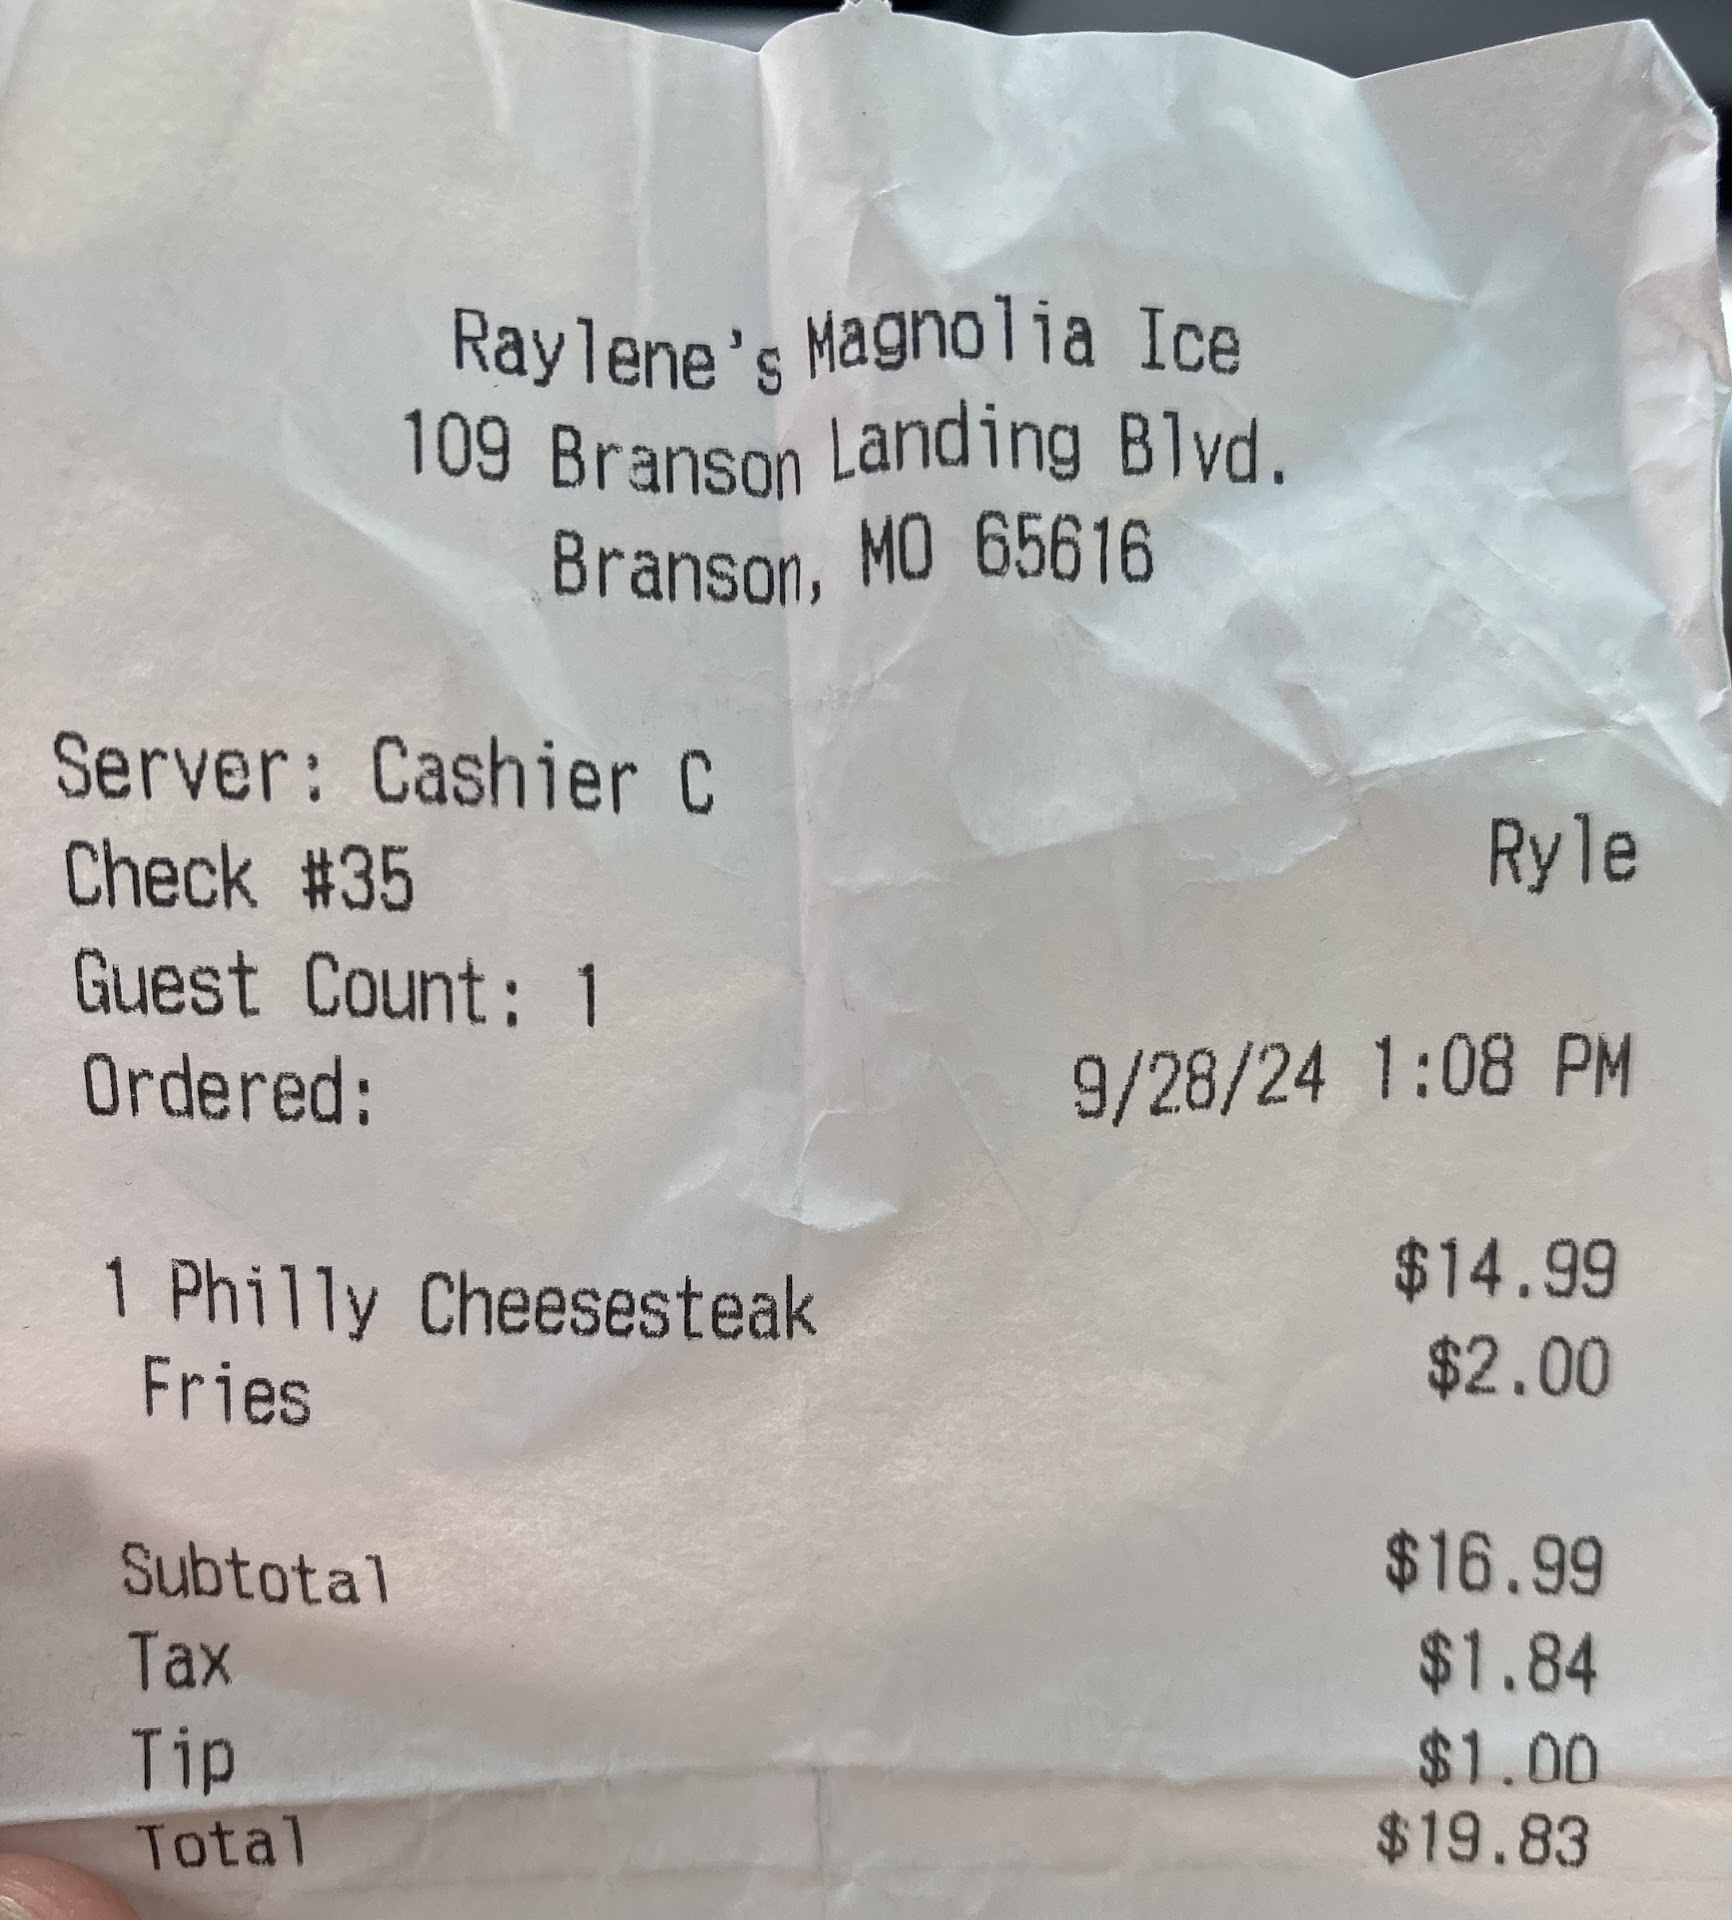 Raylene's Magnolia Ice
109 Branson Landing Blvd.
Branson, MO 65616
Server: Cashier C
Check #35 Ryle
Guest Count: 1
Ordered: 9/28/24 1:08 PM
1 Philly Cheesesteak $14.99
Fries $2.00
Subtotal $16.99
Tax $1.84
Tip $1.00
Total $19.83